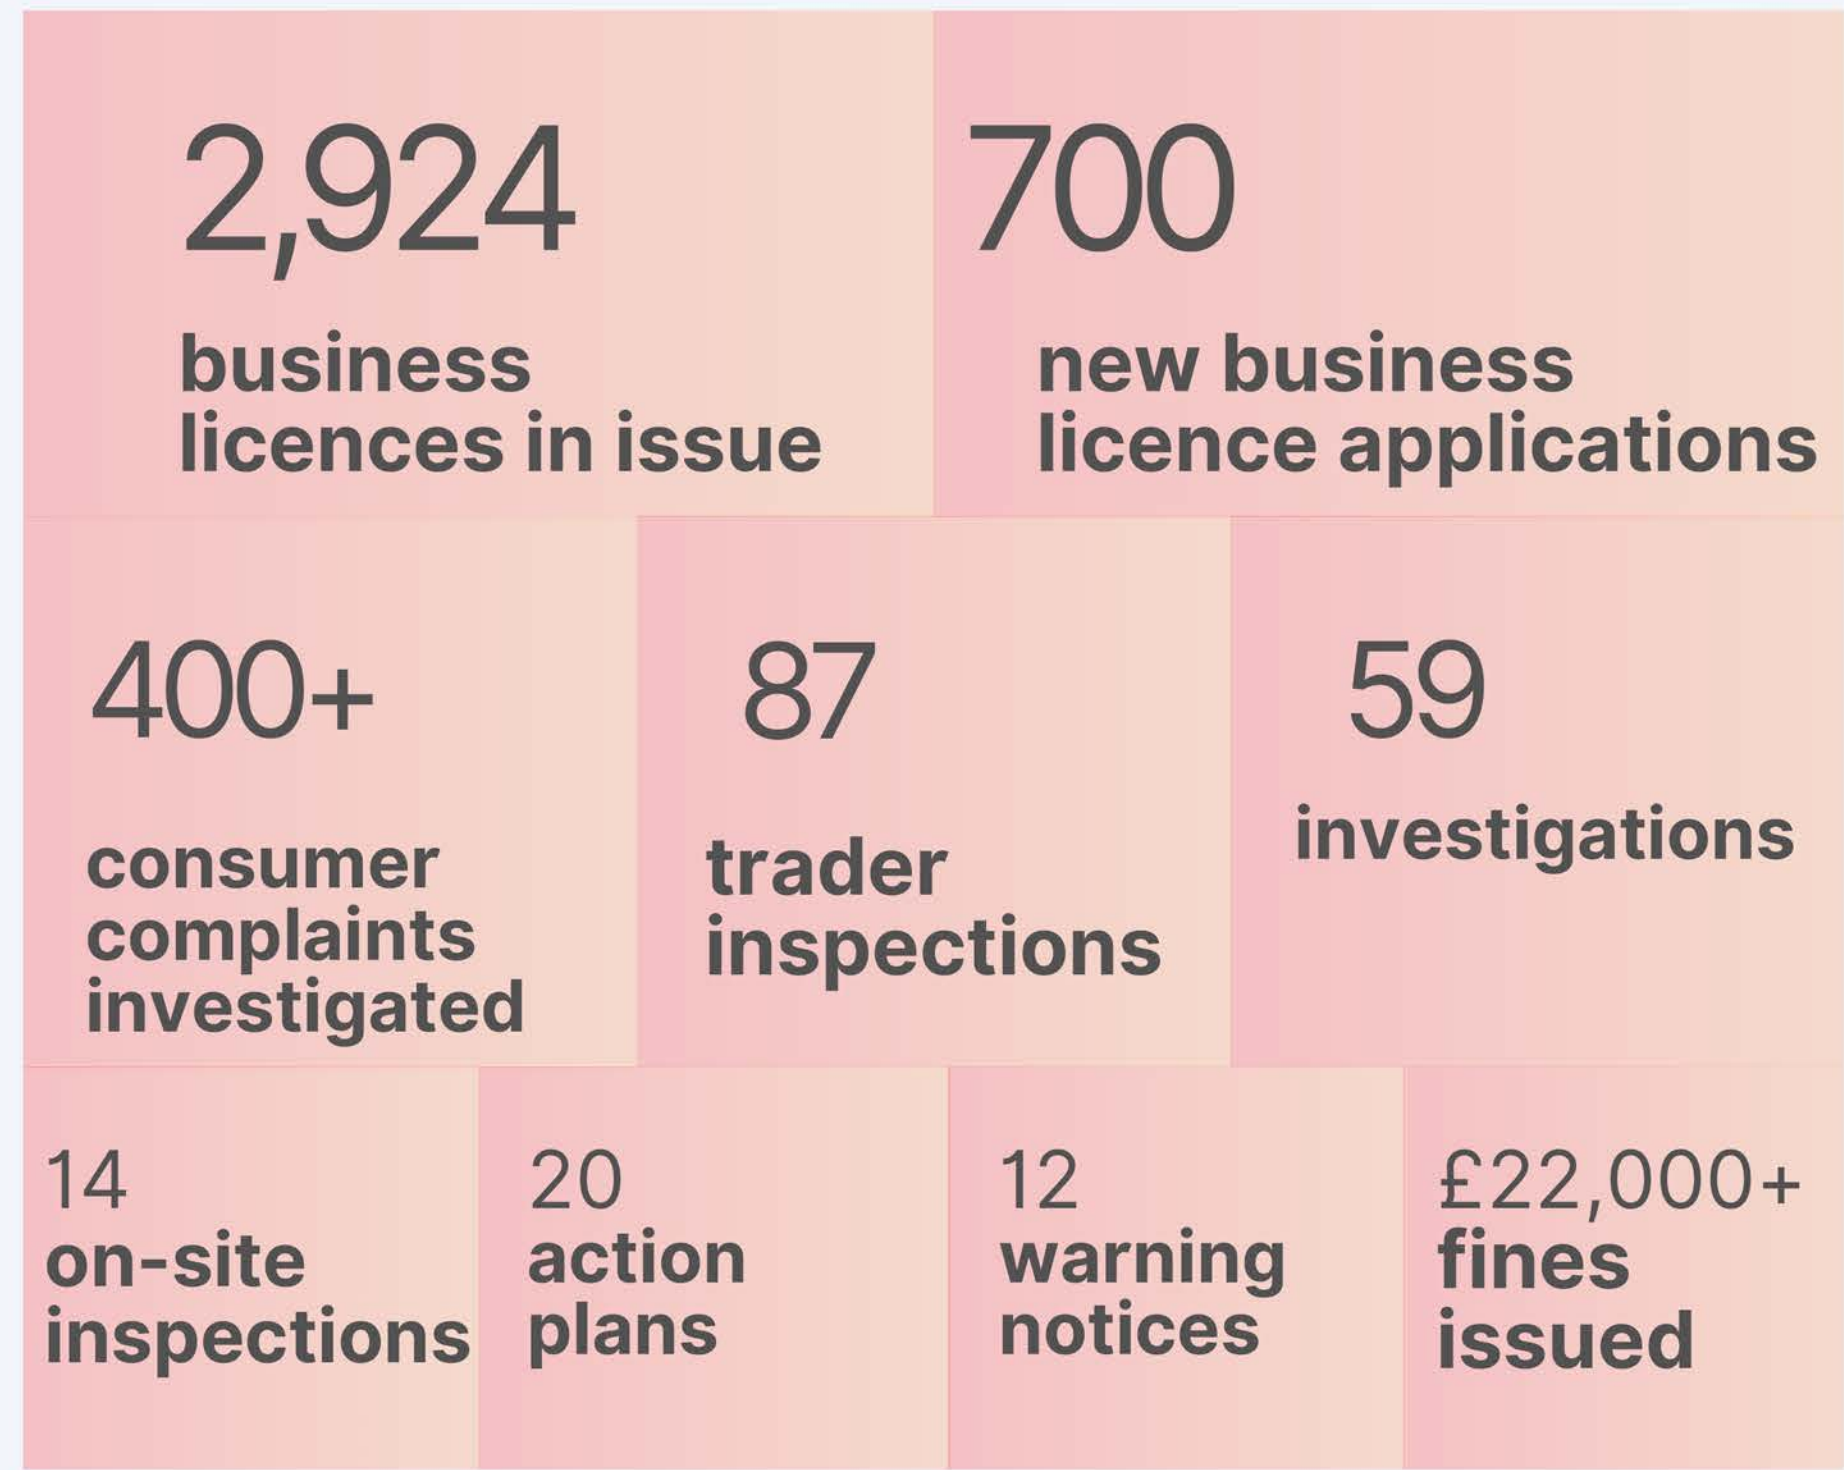 2,924
business
licences in issue
700
new business
licence applications
400+
consumer
complaints
investigated
87
trader
inspections
59
investigations
14
on-site
inspections
20
action
plans
12
warning
notices
£22,000+
fines
issued